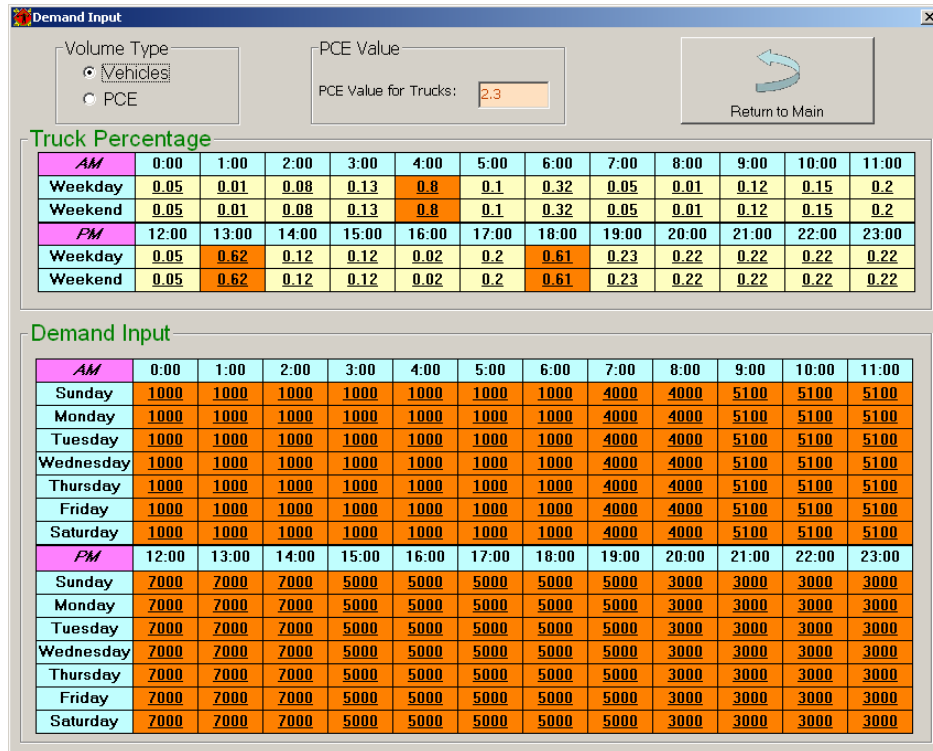 Demand Input
Volume Type
Vehicles
PCE
PCE Value
PCE Value for Trucks: 2.3
Return to Main
Truck Percentage
AM 0:00 1:00 2:00 3:00 4:00 5:00 6:00 7:00 8:00 9:00 10:00 11:00
Weekday 0.05 0.01 0.08 0.13 0.8 0.1 0.32 0.05 0.01 0.12 0.15 0.2
Weekend 0.05 0.01 0.08 0.13 0.8 0.1 0.32 0.05 0.01 0.12 0.15 0.2
PM 12:00 13:00 14:00 15:00 16:00 17:00 18:00 19:00 20:00 21:00 22:00 23:00
Weekday 0.05 0.62 0.12 0.12 0.02 0.2 0.61 0.23 0.22 0.22 0.22 0.22
Weekend 0.05 0.62 0.12 0.12 0.02 0.2 0.61 0.23 0.22 0.22 0.22 0.22
Demand Input
AM 0:00 1:00 2:00 3:00 4:00 5:00 6:00 7:00 8:00 9:00 10:00 11:00
Sunday 1000 1000 1000 1000 1000 1000 1000 4000 4000 5100 5100 5100
Monday 1000 1000 1000 1000 1000 1000 1000 4000 4000 5100 5100 5100
Tuesday 1000 1000 1000 1000 1000 1000 1000 4000 4000 5100 5100 5100
Wednesday 1000 1000 1000 1000 1000 1000 1000 4000 4000 5100 5100 5100
Thursday 1000 1000 1000 1000 1000 1000 1000 4000 4000 5100 5100 5100
Friday 1000 1000 1000 1000 1000 1000 1000 4000 4000 5100 5100 5100
Saturday 1000 1000 1000 1000 1000 1000 1000 4000 4000 5100 5100 5100
PM 12:00 13:00 14:00 15:00 16:00 17:00 18:00 19:00 20:00 21:00 22:00 23:00
Sunday 7000 7000 7000 5000 5000 5000 5000 5000 3000 3000 3000 3000
Monday 7000 7000 7000 5000 5000 5000 5000 5000 3000 3000 3000 3000
Tuesday 7000 7000 7000 5000 5000 5000 5000 5000 3000 3000 3000 3000
Wednesday 7000 7000 7000 5000 5000 5000 5000 5000 3000 3000 3000 3000
Thursday 7000 7000 7000 5000 5000 5000 5000 5000 3000 3000 3000 3000
Friday 7000 7000 7000 5000 5000 5000 5000 5000 3000 3000 3000 3000
Saturday 7000 7000 7000 5000 5000 5000 5000 5000 3000 3000 3000 3000